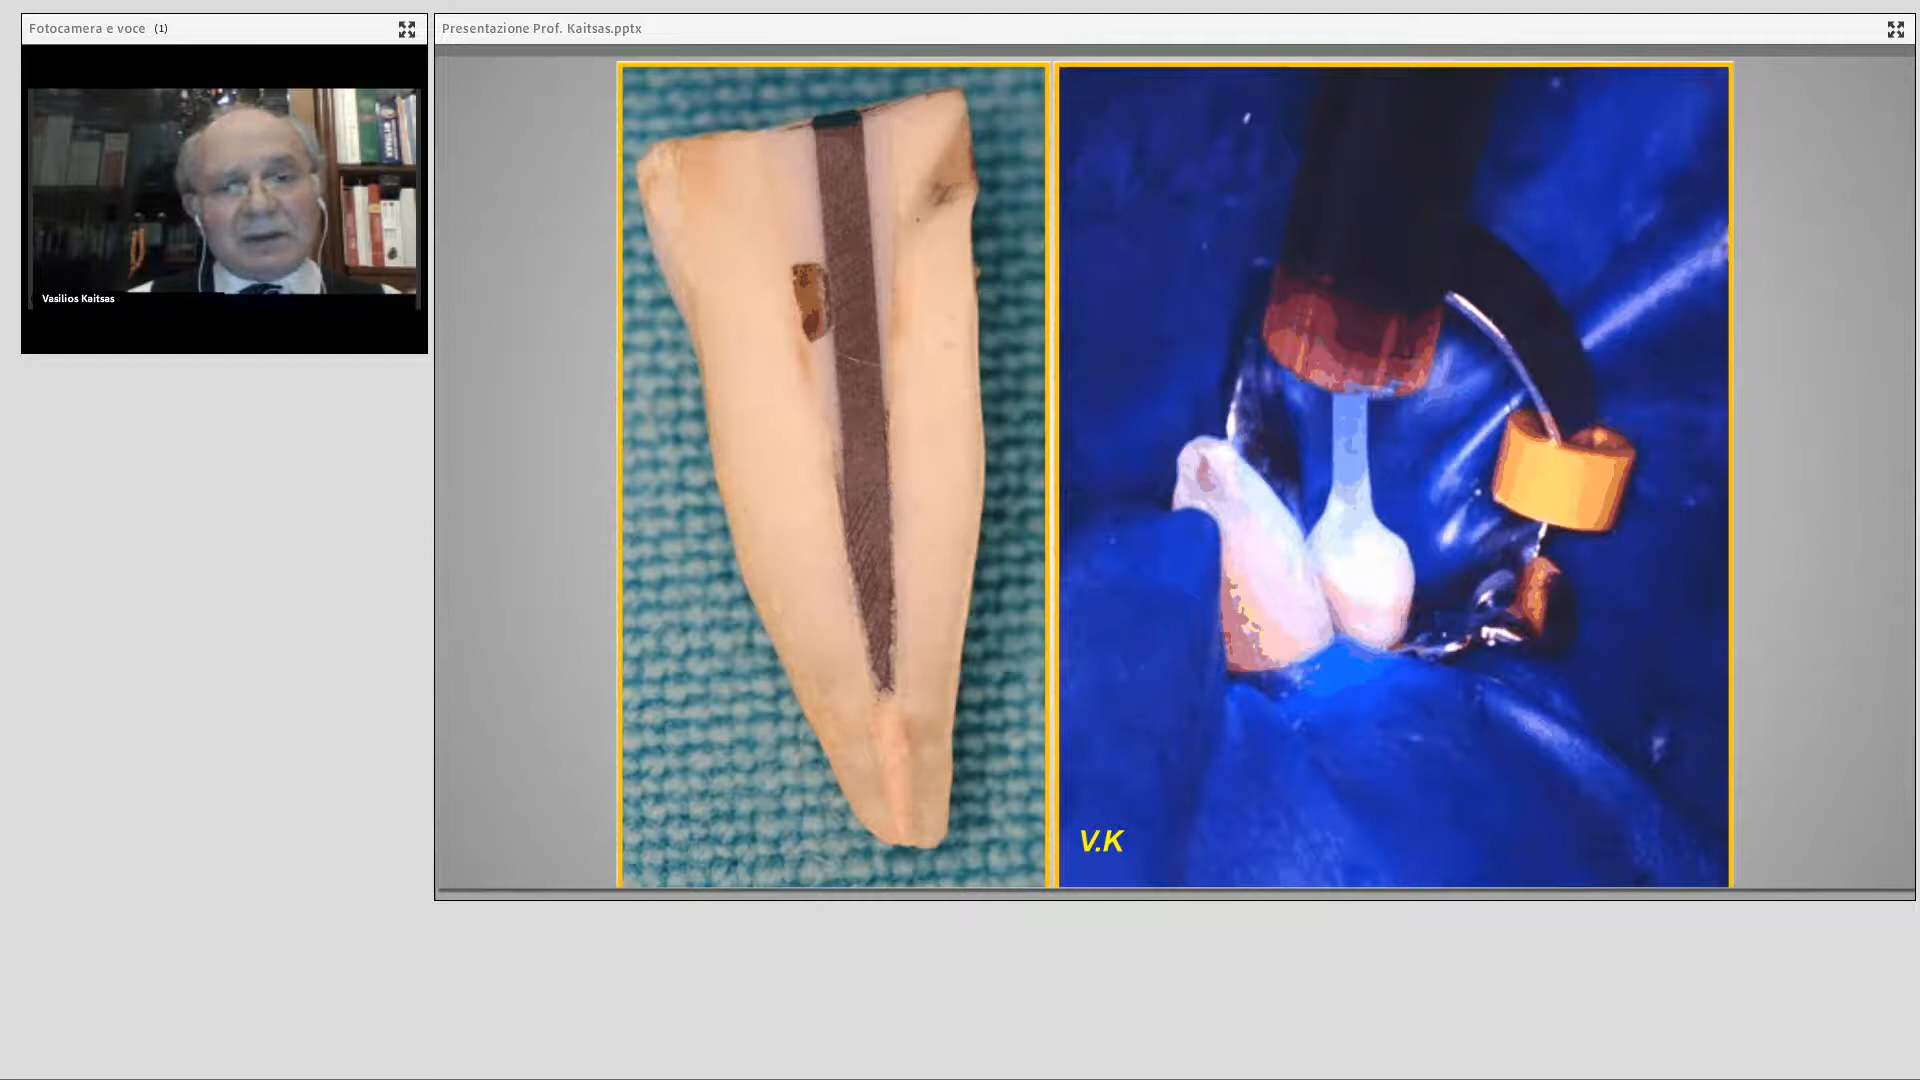 Fotocamera e voce (1)
Presentazione Prof. Kaitsas.pptx
Vasilios Kaitsas
V.K